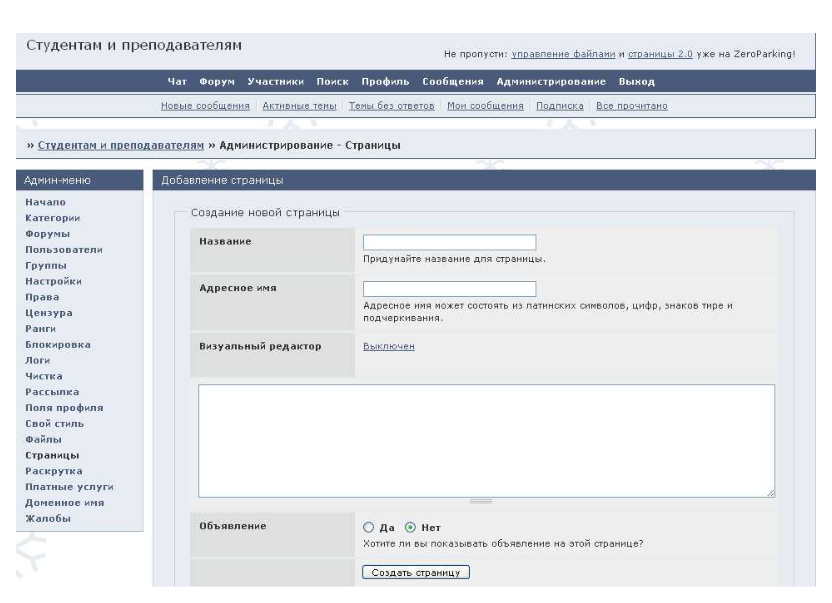 Студентам и преподавателям
Не пропусти: управление файлами и страницы 2.0 уже на ZeroParking!
Чат Форум Участники Поиск Профиль Сообщения Администрирование Выход
Новые сообщения Активные темы Темы без ответов Мои сообщения Подписка Все прочитано
» Студентам и преподавателям » Администрирование - Страницы
Админ-меню
Начало
Категории
Форумы
Пользователи
Группы
Настройки
Права
Цензура
Ранги
Блокировка
Логи
Чистка
Рассылка
Поля профиля
Свой стиль
Файлы
Страницы
Раскрутка
Платные услуги
Доменное имя
Жалобы
Добавление страницы
Создание новой страницы
Название
Придумайте название для страницы.
Адресное имя
Адресное имя может состоять из латинских символов, цифр, знаков тире и
подчеркивания.
Визуальный редактор
Выключен
Объявление
Да Нет
Хотите ли вы показывать объявление на этой странице?
Создать страницу